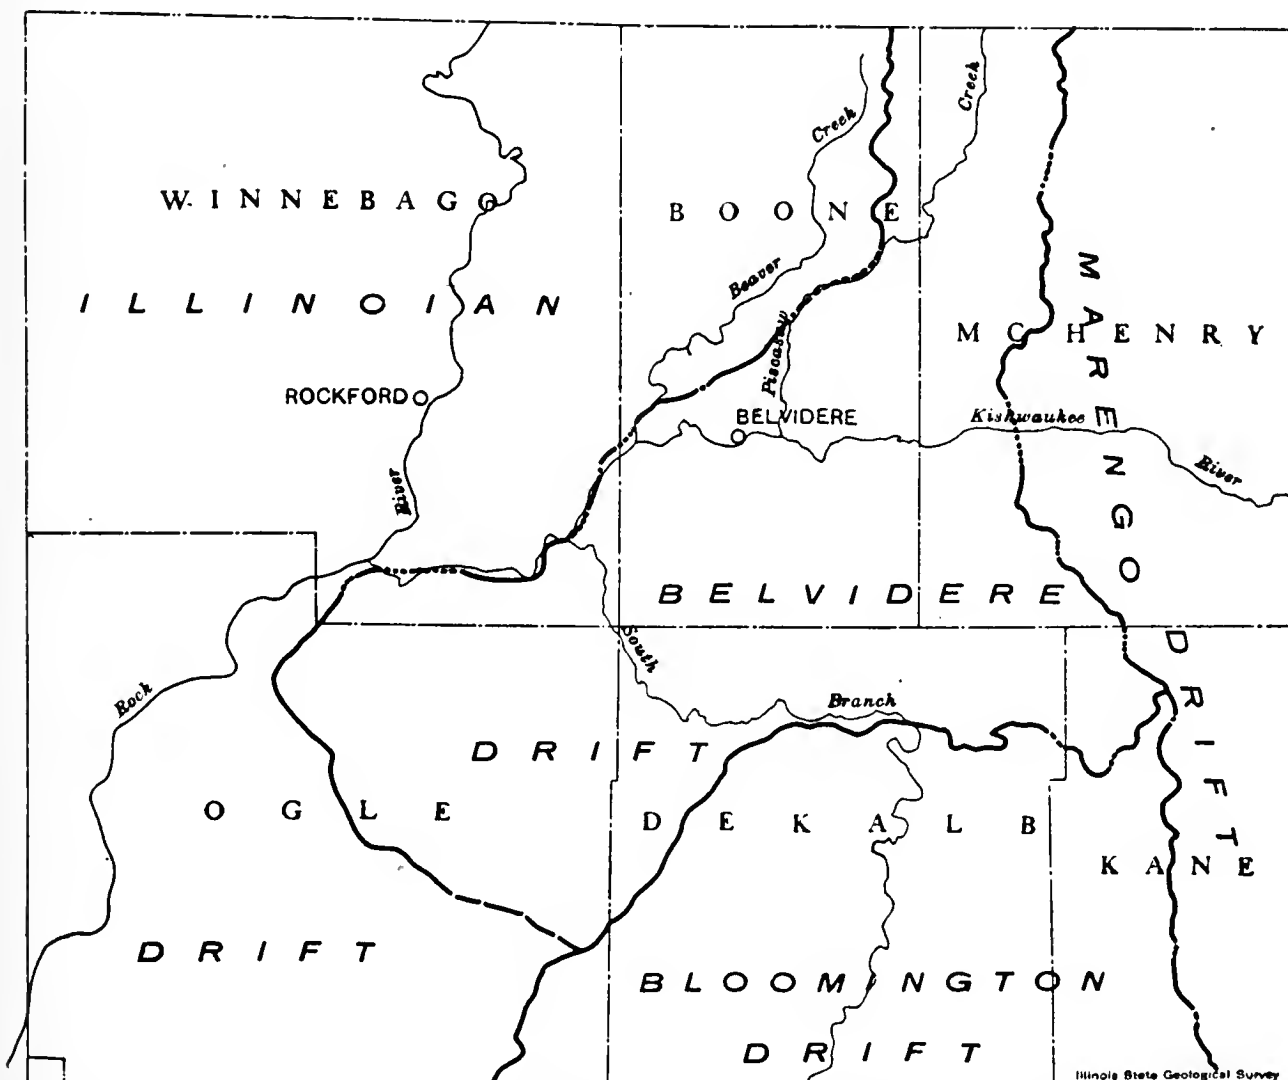 Creek
Creek
WINNEBAGO
BOONE
Beaver
ILLINOIAN
MARENGO
MCHENRY
Piscasaw
ROCKFORD
BELVIDERE
Kishwaukee
River
River
BELVIDERE
South
DRIFT
Rock
Branch
DRIFT
OGLE
DEKALB
KANE
DRIFT
BLOOMINGTON
DRIFT
Illinois State Geological Survey